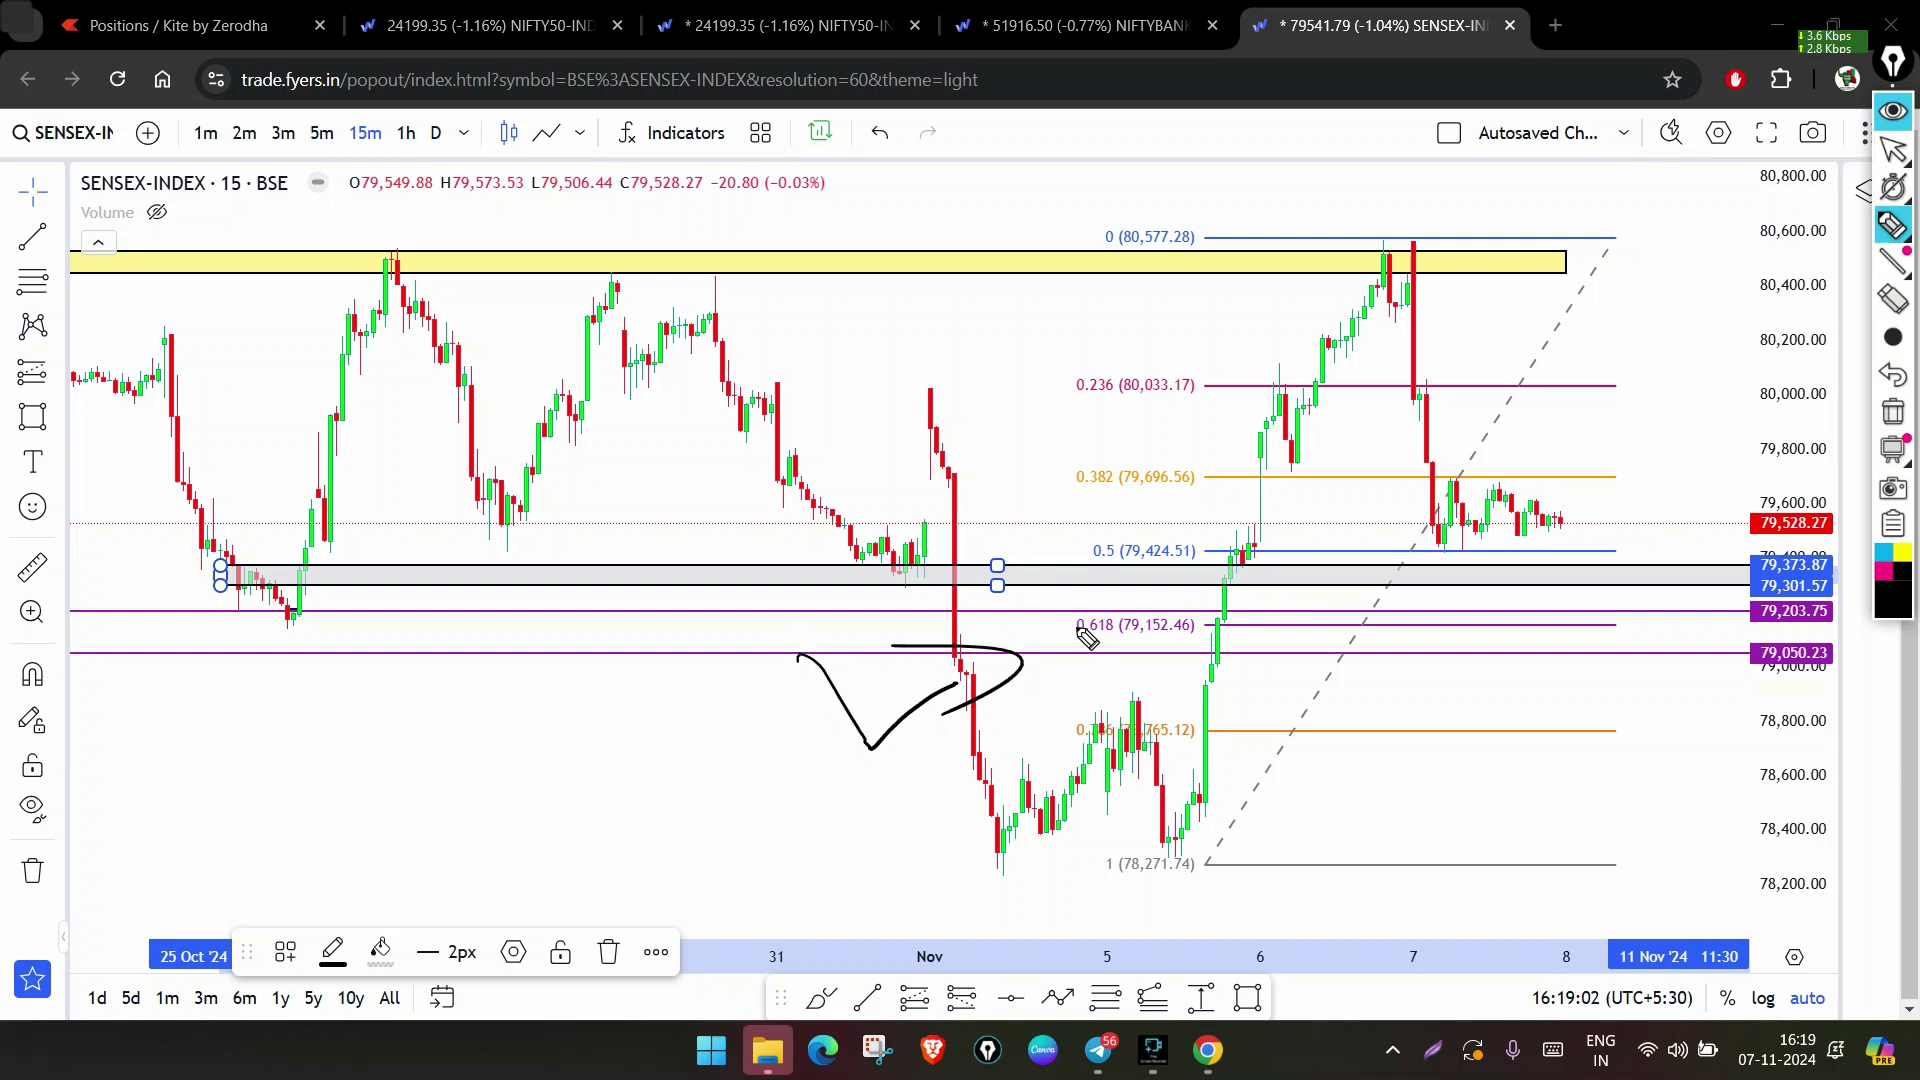 Positions / Kite by Zerodha
24199.35 (-1.16%) NIFTY50-IND
* 24199.35 (-1.16%) NIFTY50-IN
* 51916.50 (-0.77%) NIFTYBANK
* 79541.79 (-1.04%) SENSEX-IN
3.6 Kbps
2.8 Kbps
trade.fyers.in/popout/index.html?symbol=BSE%3ASENSEX-INDEX&resolution=60&theme=light
SENSEX-IN
1m 2m 3m 5m 15m 1h D
Indicators
Autosaved Ch...
SENSEX-INDEX · 15 · BSE
O79,549.88 H79,573.53 L79,506.44 C79,528.27 −20.80 (−0.03%)
Volume
0 (80,577.28)
0.236 (80,033.17)
0.382 (79,696.56)
0.5 (79,424.51)
0.618 (79,152.46)
1 (78,271.74)
80,800.00
80,600.00
80,400.00
80,200.00
80,000.00
79,800.00
79,600.00
79,528.27
79,400.00
79,373.87
79,301.57
79,203.75
79,050.23
79,000.00
78,800.00
78,600.00
78,400.00
78,200.00
25 Oct '24
2px
31
Nov
5
6
7
8
11 Nov '24 11:30
1d 5d 1m 3m 6m 1y 5y 10y All
16:19:02 (UTC+5:30)
% log auto
Canva
56
ENG
IN
16:19
07-11-2024
PRE